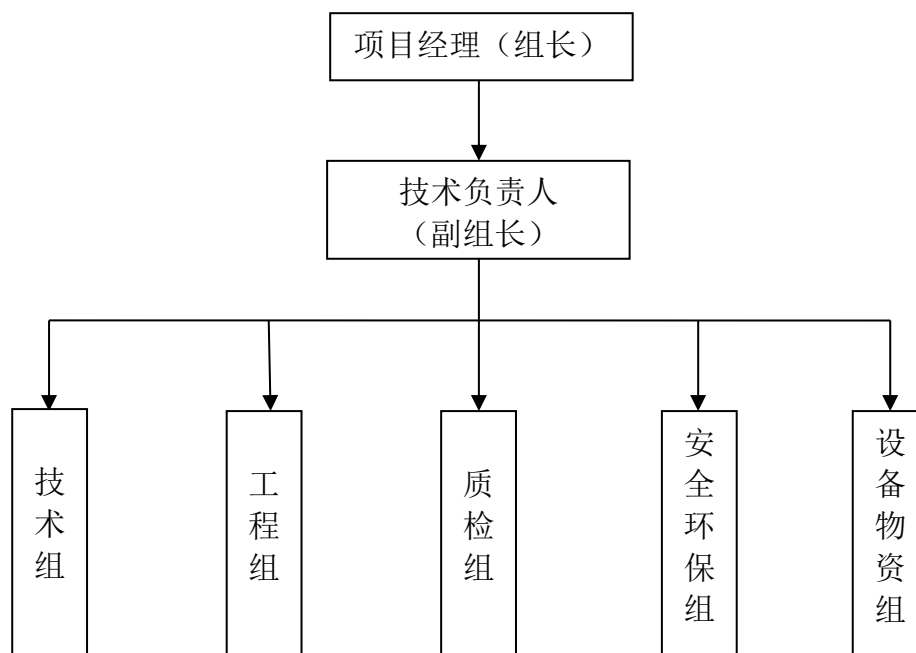 项目经理（组长）
技术负责人
（副组长）
技术组
工程组
质检组
安全环保组
设备物资组